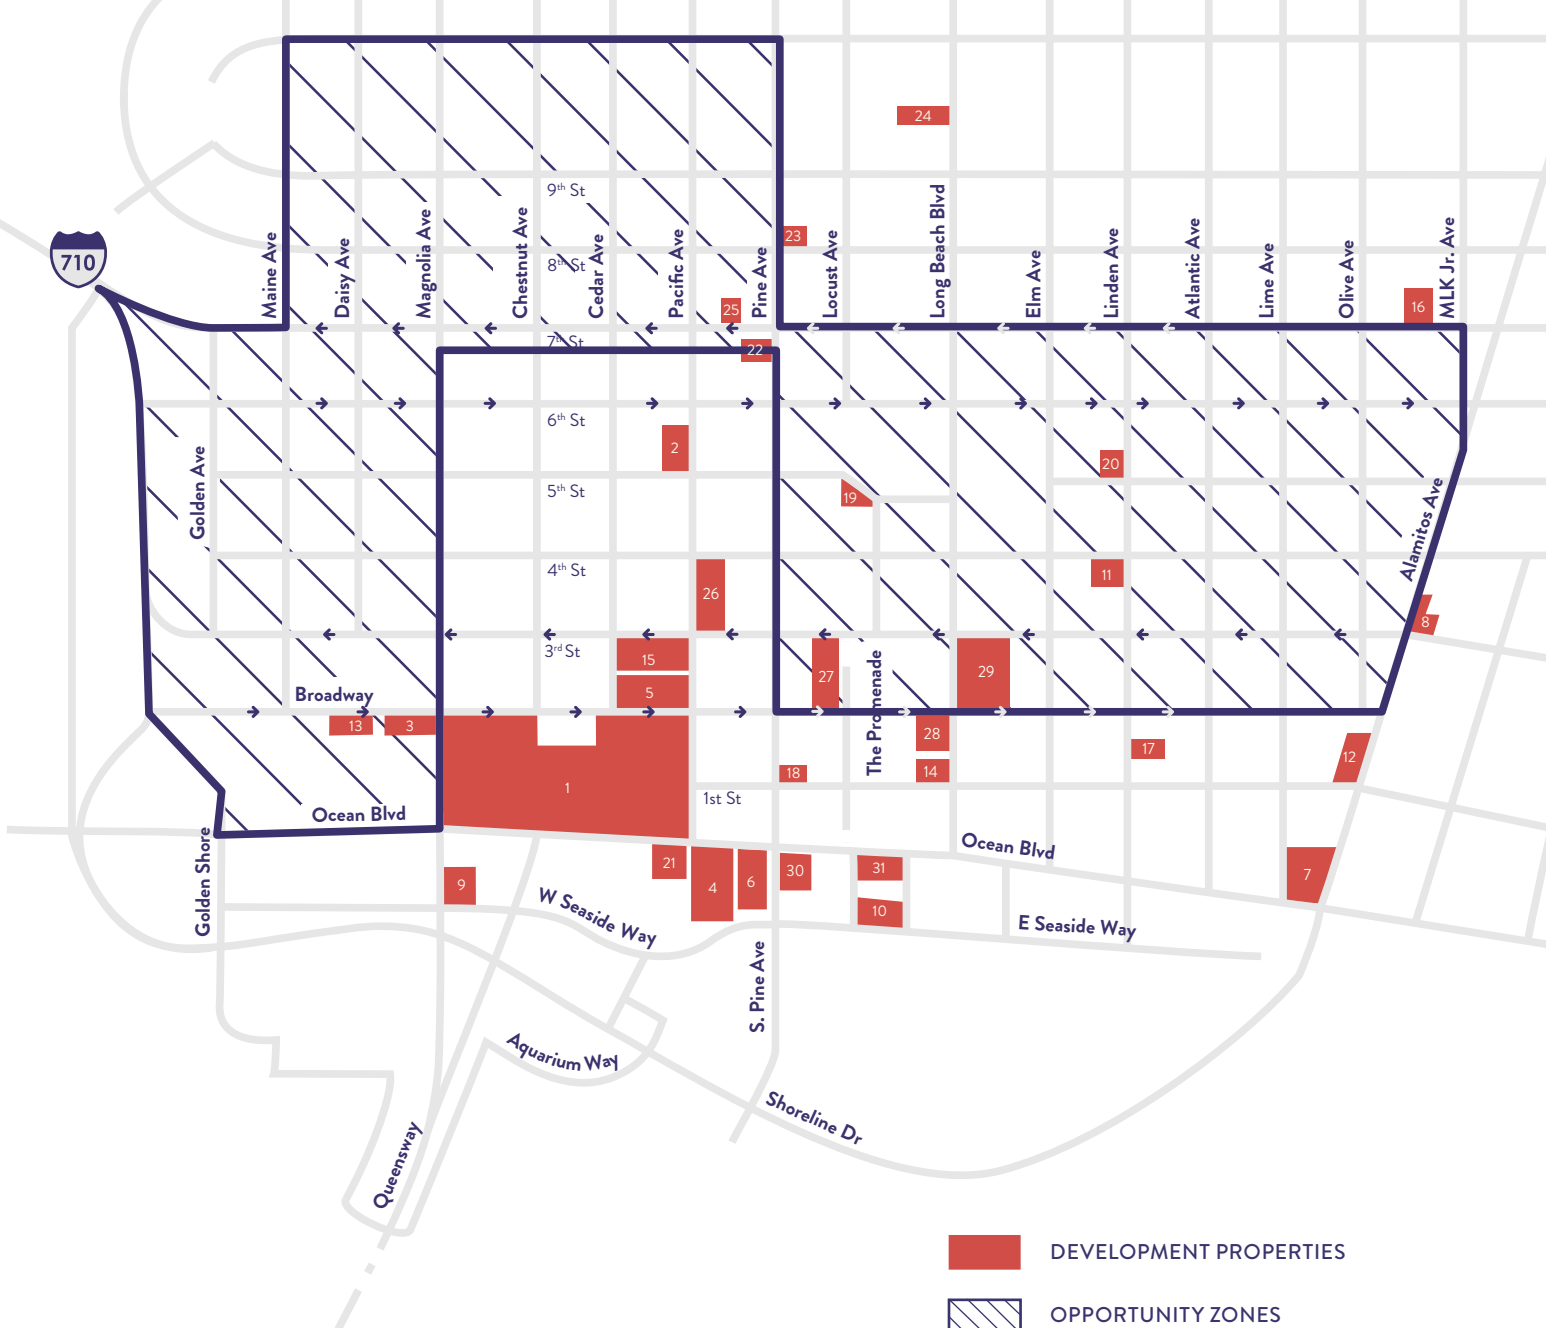 24
9th St
23
8th St
710
Maine Ave
Daisy Ave
Magnolia Ave
Chestnut Ave
Cedar Ave
Pacific Ave
Pine Ave
Locust Ave
Long Beach Blvd
Elm Ave
Linden Ave
Atlantic Ave
Lime Ave
Olive Ave
MLK Jr. Ave
25
16
7th St
22
6th St
2
20
5th St
19
Golden Ave
Alamitos Ave
4th St
11
26
8
3rd St
15
27
29
The Promenade
Broadway
5
13
3
28
17
12
18
14
1
1st St
Ocean Blvd
Ocean Blvd
Golden Shore
21
4
6
30
31
7
9
10
W Seaside Way
E Seaside Way
S. Pine Ave
Aquarium Way
Shoreline Dr
Queensway
DEVELOPMENT PROPERTIES
OPPORTUNITY ZONES